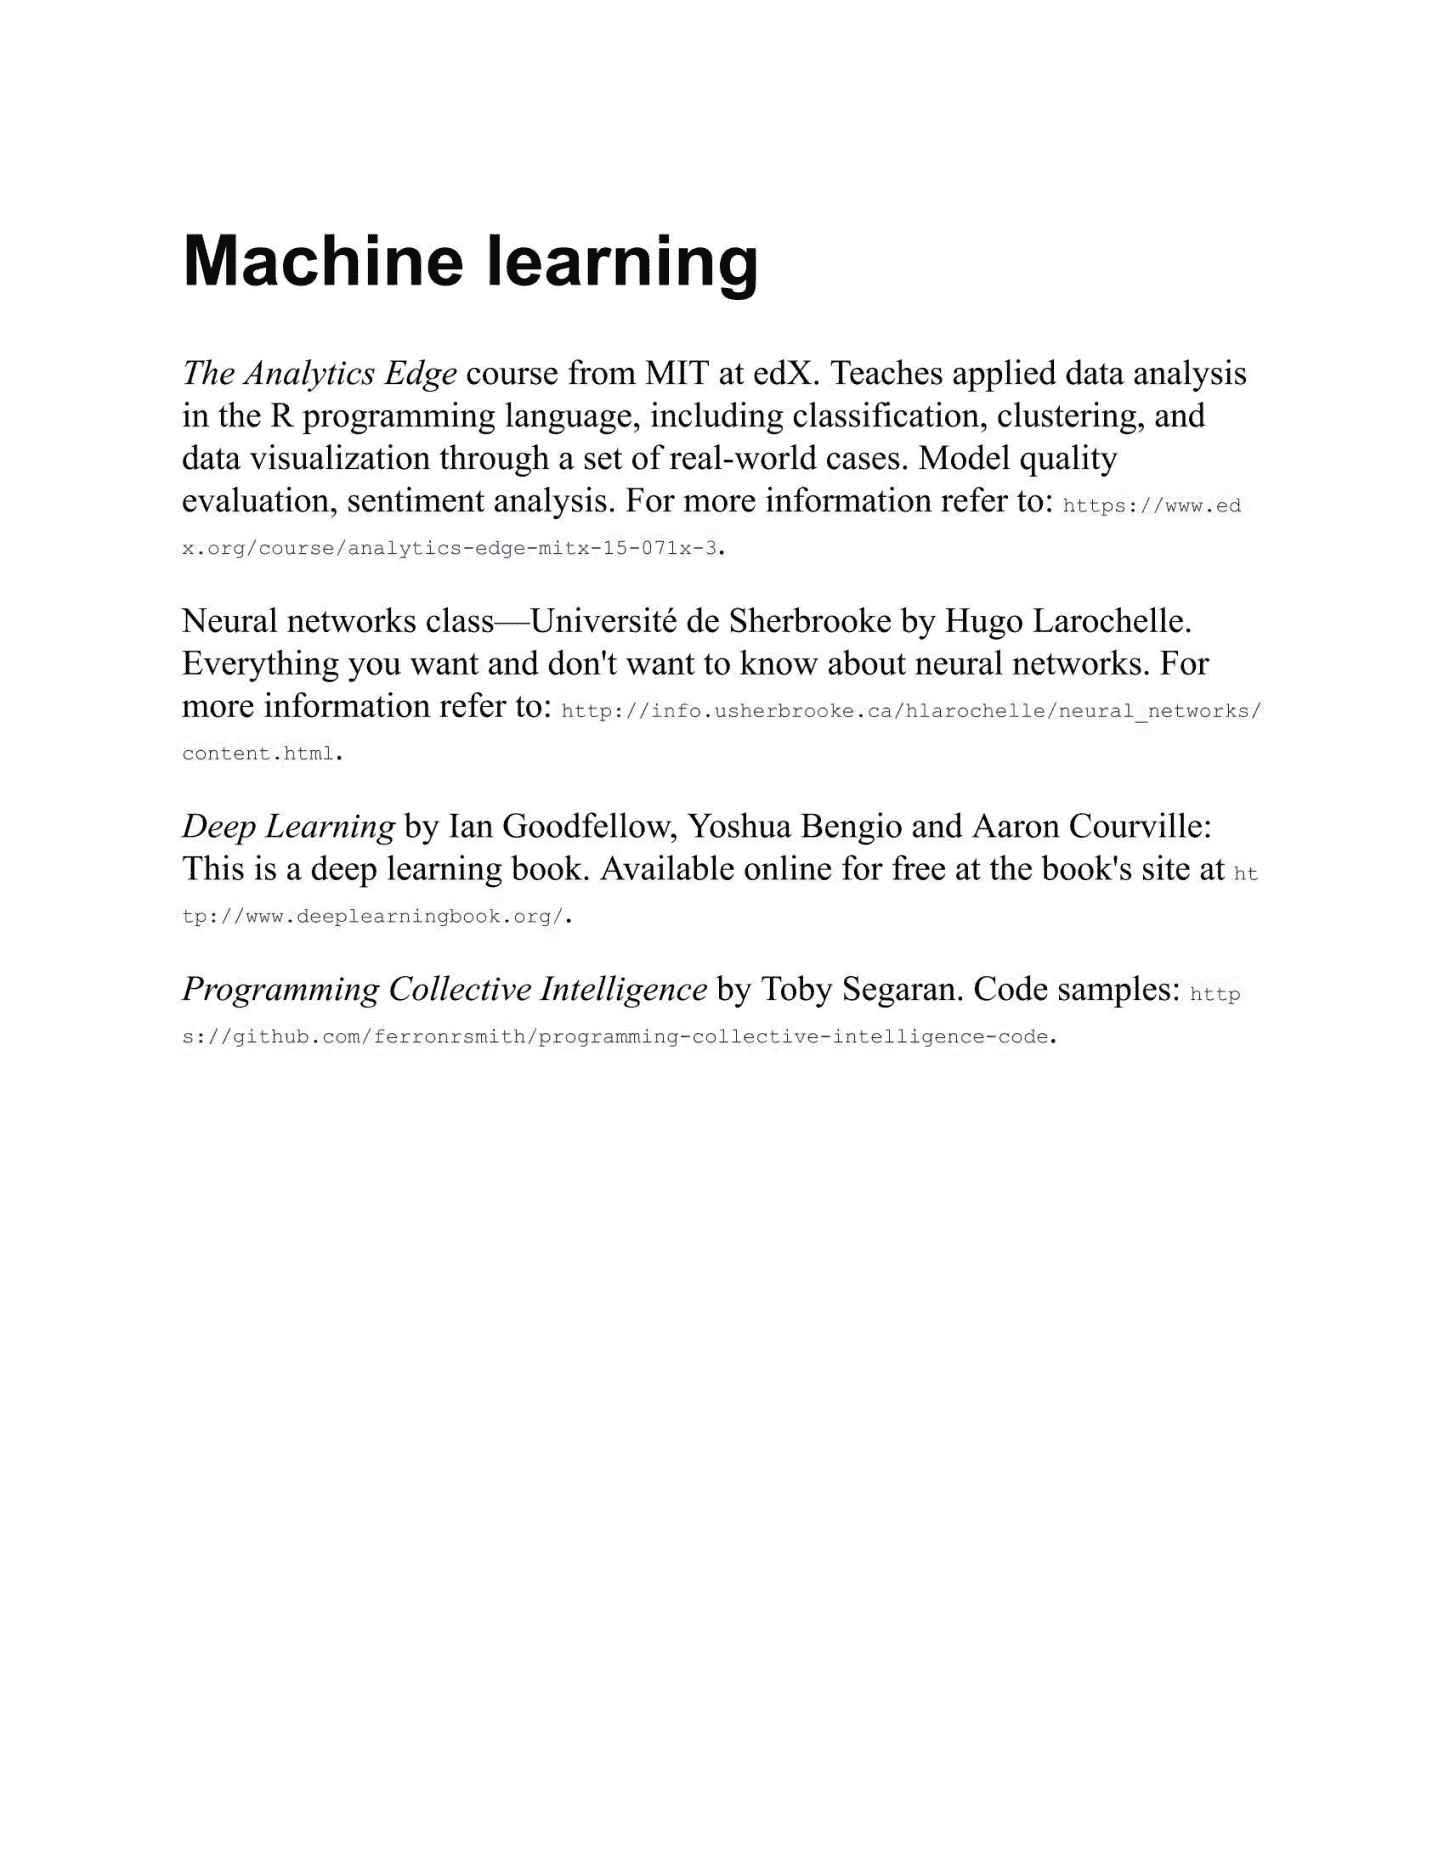 Machine learning
The Analytics Edge course from MIT at edX. Teaches applied data analysis
in the R programming language, including classification, clustering, and
data visualization through a set of real-world cases. Model quality
evaluation, sentiment analysis. For more information refer to: https://www.ed
x.org/course/analytics-edge-mitx-15-071x-3.
Neural networks class—Université de Sherbrooke by Hugo Larochelle.
Everything you want and don't want to know about neural networks. For
more information refer to: http://info.usherbrooke.ca/hlarochelle/neural_networks/
content.html.
Deep Learning by Ian Goodfellow, Yoshua Bengio and Aaron Courville:
This is a deep learning book. Available online for free at the book's site at ht
tp://www.deeplearningbook.org/.
Programming Collective Intelligence by Toby Segaran. Code samples: http
s://github.com/ferronrsmith/programming-collective-intelligence-code.